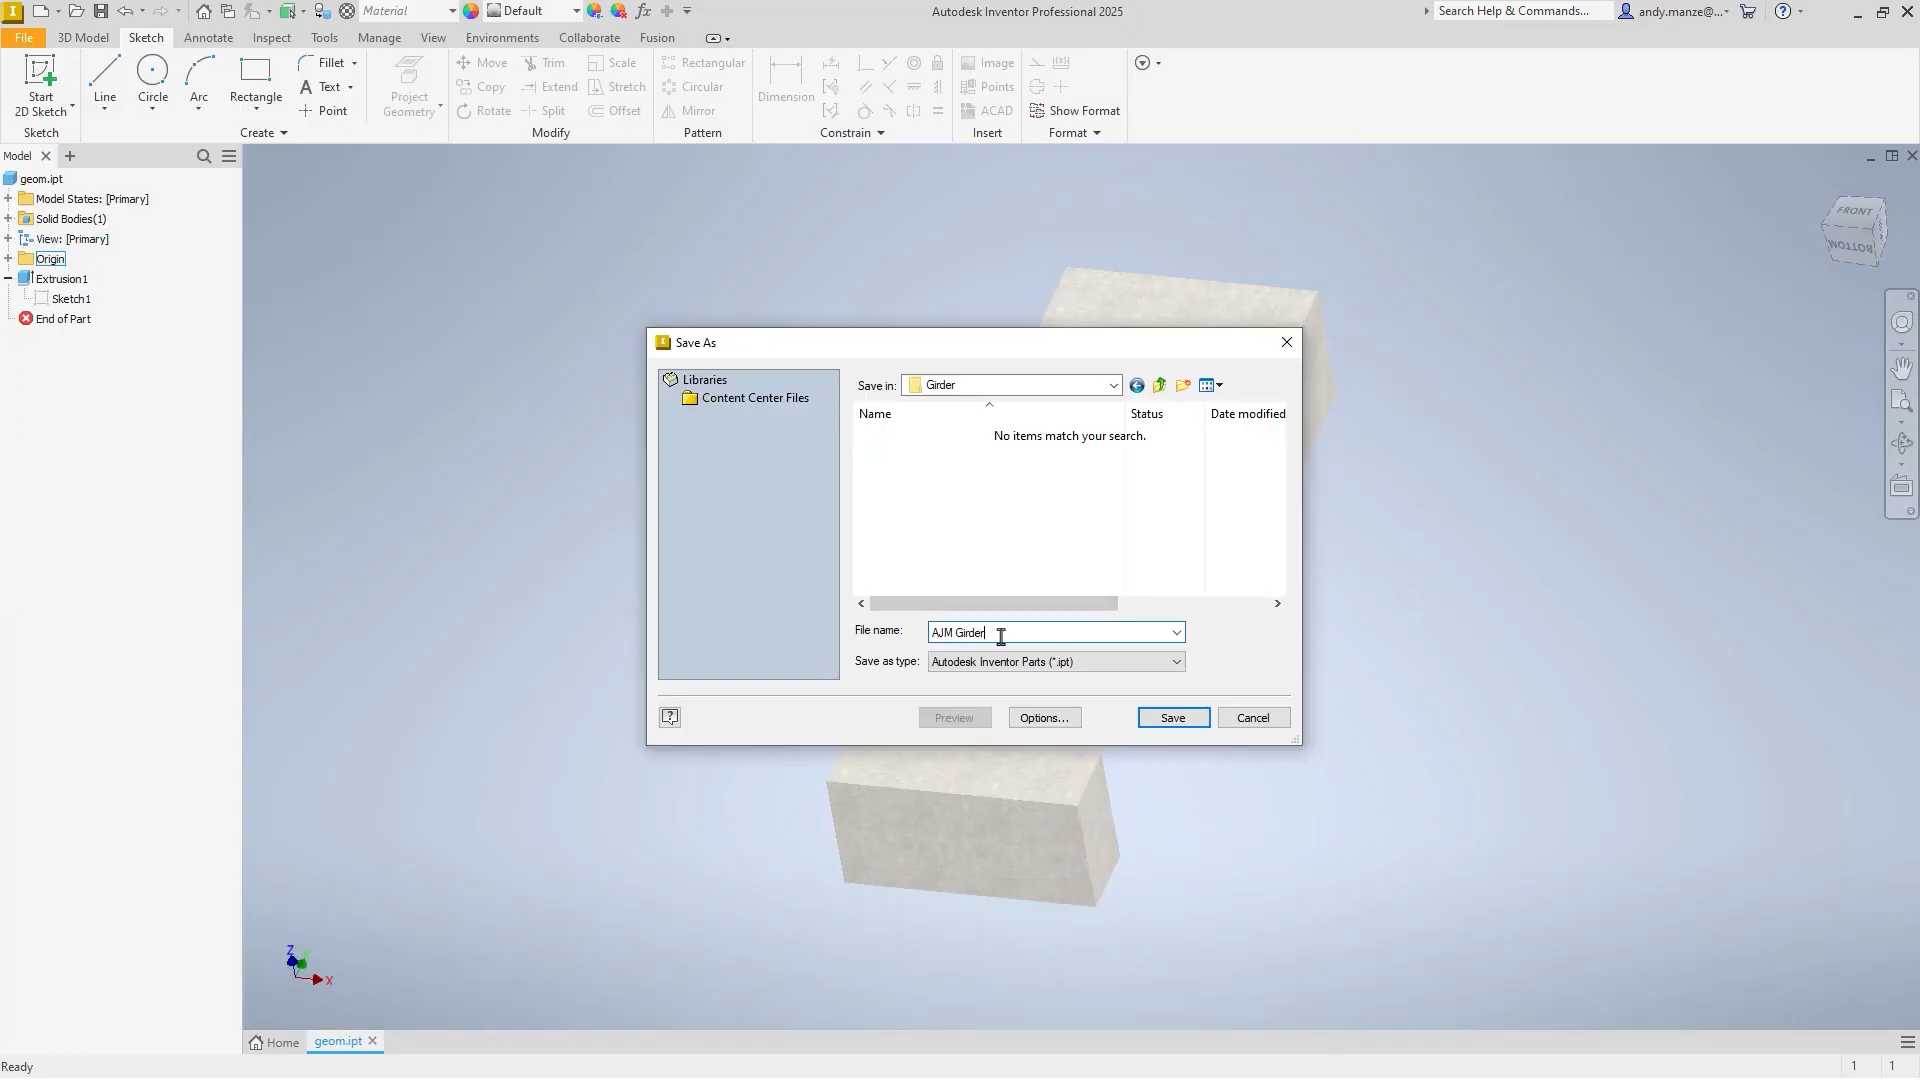 Material
Default
Autodesk Inventor Professional 2025
Search Help & Commands...
andy.manze@...
File
3D Model
Sketch
Annotate
Inspect
Tools
Manage
View
Environments
Collaborate
Fusion
Start
2D Sketch
Line
Circle
Arc
Rectangle
Fillet
Text
Point
Project
Geometry
Move
Trim
Scale
Copy
Extend
Stretch
Rotate
Split
Offset
Rectangular
Circular
Mirror
Dimension
Image
Points
ACAD
Show Format
Sketch
Create
Modify
Pattern
Constrain
Insert
Format
Model
geom.ipt
Model States: [Primary]
Solid Bodies(1)
View: [Primary]
Origin
Extrusion1
Sketch1
End of Part
FRONT
BOTTOM
Save As
Libraries
Content Center Files
Save in:
Girder
Name
Status
Date modified
No items match your search.
File name:
AJM Girder
Save as type:
Autodesk Inventor Parts (*.ipt)
Preview
Options...
Save
Cancel
Z
X
Home
geom.ipt
Ready
1
1